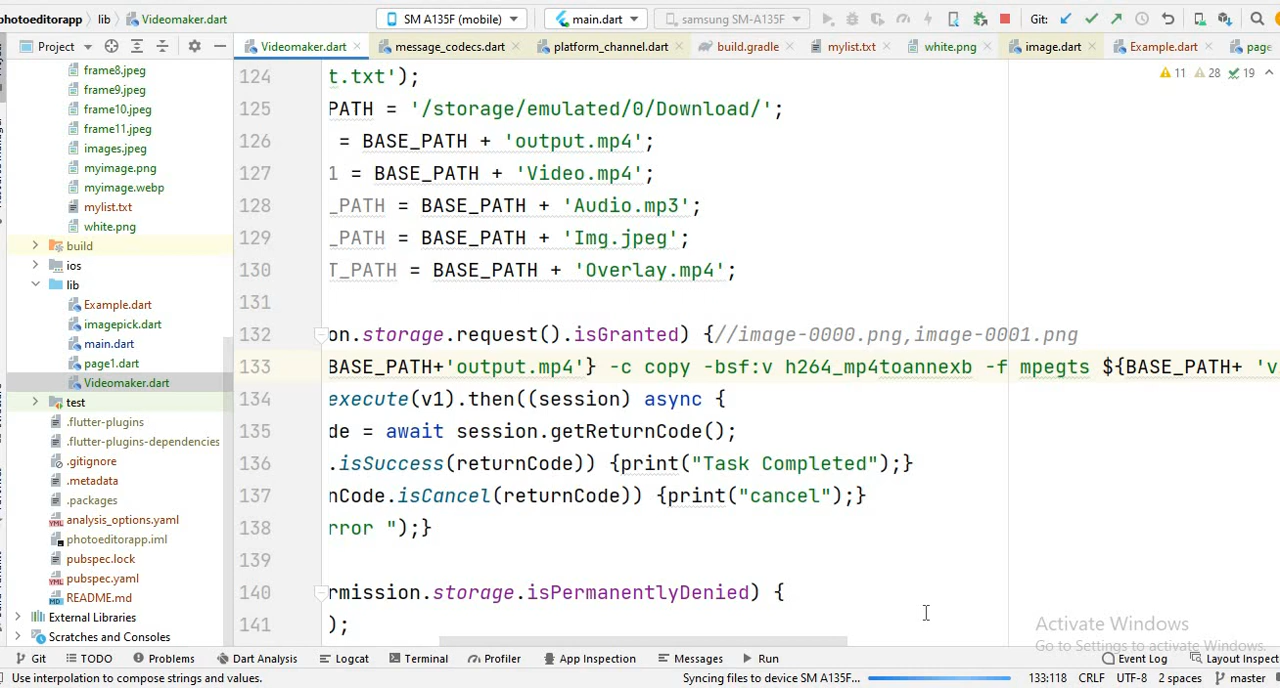 photoeditorapp
lib
Videomaker.dart
SM A135F (mobile)
main.dart
samsung SM-A135F
Git:
Project
Videomaker.dart
message_codecs.dart
platform_channel.dart
build.gradle
mylist.txt
white.png
image.dart
Example.dart
page
frame8.jpeg
frame9.jpeg
frame10.jpeg
frame11.jpeg
images.jpeg
myimage.png
myimage.webp
mylist.txt
white.png
build
ios
lib
Example.dart
imagepick.dart
main.dart
page1.dart
Videomaker.dart
test
.flutter-plugins
.flutter-plugins-dependencies
.gitignore
.metadata
.packages
analysis_options.yaml
photoeditorapp.iml
pubspec.lock
pubspec.yaml
README.md
External Libraries
Scratches and Consoles
11 28 19
124 t.txt');
125 PATH = '/storage/emulated/0/Download/';
126 = BASE_PATH + 'output.mp4';
127 1 = BASE_PATH + 'Video.mp4';
128 _PATH = BASE_PATH + 'Audio.mp3';
129 _PATH = BASE_PATH + 'Img.jpeg';
130 T_PATH = BASE_PATH + 'Overlay.mp4';
131
132 on.storage.request().isGranted) {//image-0000.png,image-0001.png
133 BASE_PATH+'output.mp4'} -c copy -bsf:v h264_mp4toannexb -f mpegts ${BASE_PATH+ 'v
134 execute(v1).then((session) async {
135 de = await session.getReturnCode();
136 .isSuccess(returnCode)) {print("Task Completed");}
137 nCode.isCancel(returnCode)) {print("cancel");}
138 rror ");}
139
140 rmission.storage.isPermanentlyDenied) {
141 );
Activate Windows
Go to Settings to activate Windows.
Git
TODO
Problems
Dart Analysis
Logcat
Terminal
Profiler
App Inspection
Messages
Run
Event Log
Layout Inspect
Use interpolation to compose strings and values.
Syncing files to device SM A135F...
133:118 CRLF UTF-8 2 spaces master